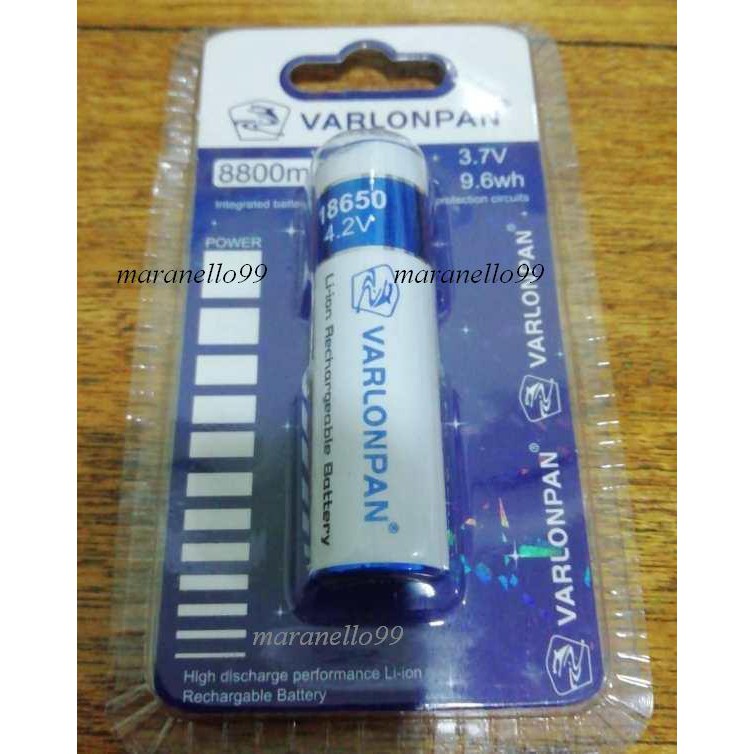 VARLONPAN®
8800m
3.7V
9.6wh
Integrated batter
protection circuits
18650
4.2V
POWER
maranello99
maranello99
Li-ion Rechargeable Battery
VARLONPAN®
VARLONPAN®
VARLONPAN®
maranello99
High discharge performance Li-ion
Rechargable Battery